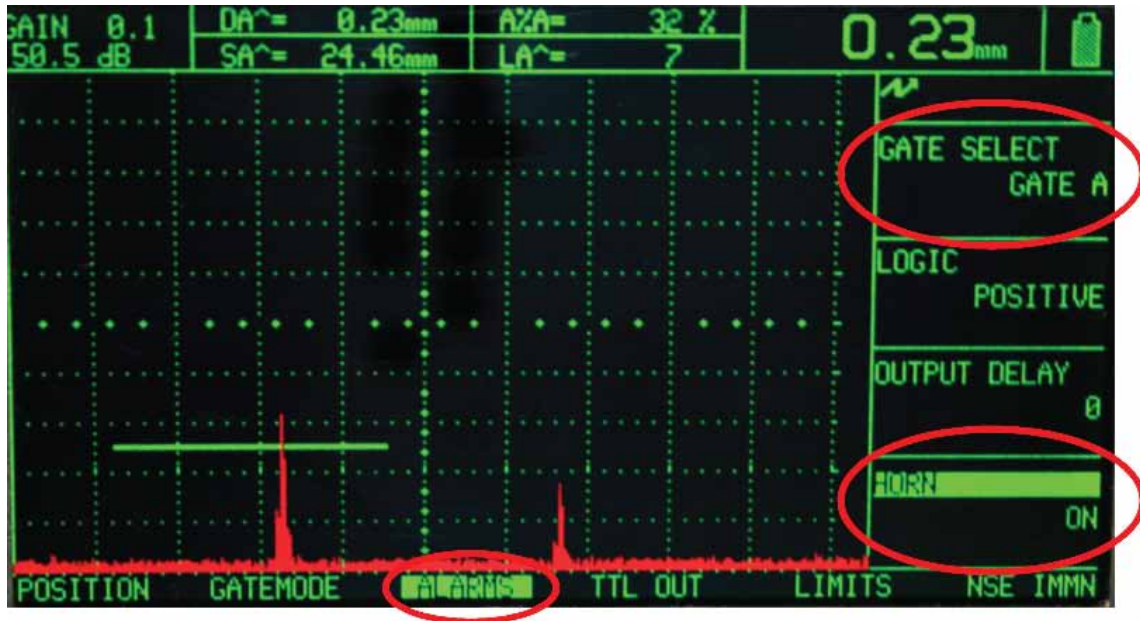 GAIN 0.1
50.5 dB
DA^= 0.23mm
SA^= 24.46mm
A%A= 32 %
LA^= 7
0.23mm
GATE SELECT
GATE A
LOGIC
POSITIVE
OUTPUT DELAY
0
HORN
ON
POSITION GATEMODE ALARMS TTL OUT LIMITS NSE IMMN